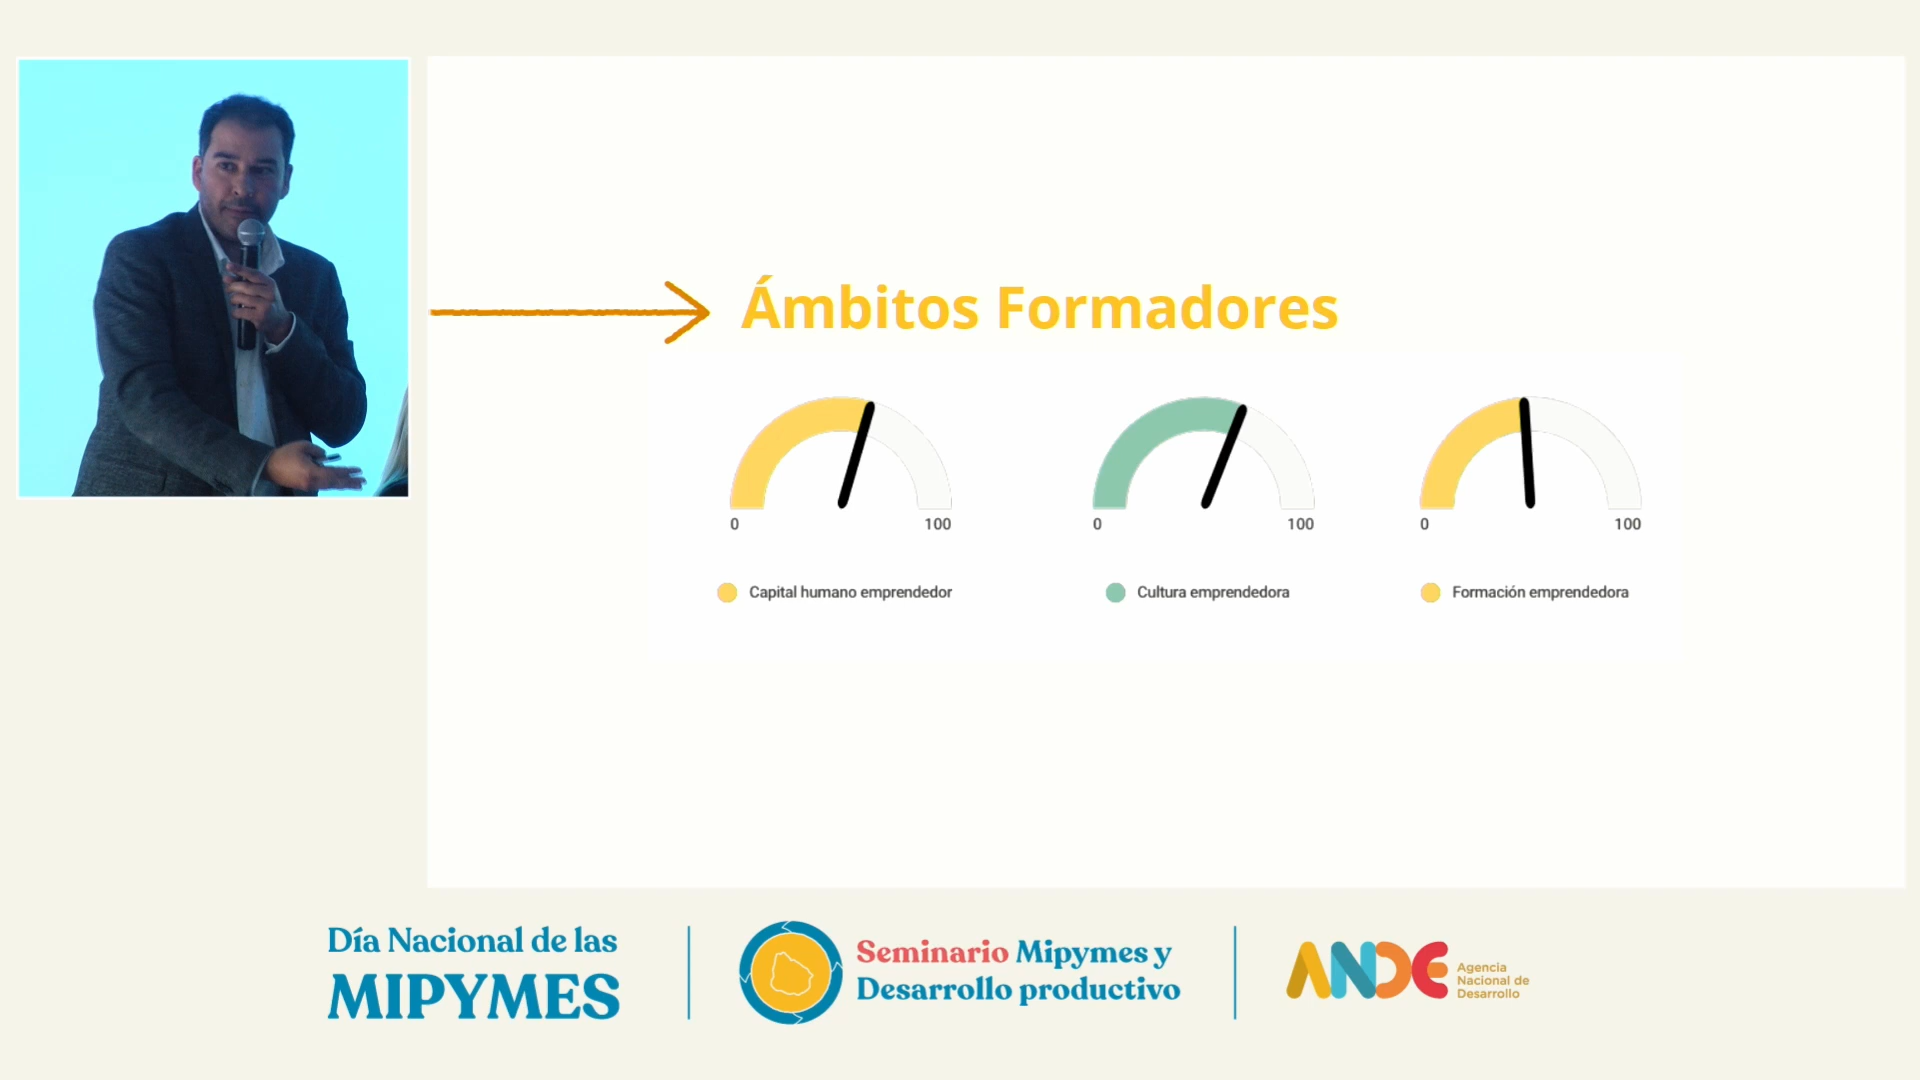 Ámbitos Formadores
0 100
0 100
0 100
Capital humano emprendedor
Cultura emprendedora
Formación emprendedora
Día Nacional de las
MIPYMES
Seminario Mipymes y
Desarrollo productivo
ANDE
Agencia
Nacional de
Desarrollo